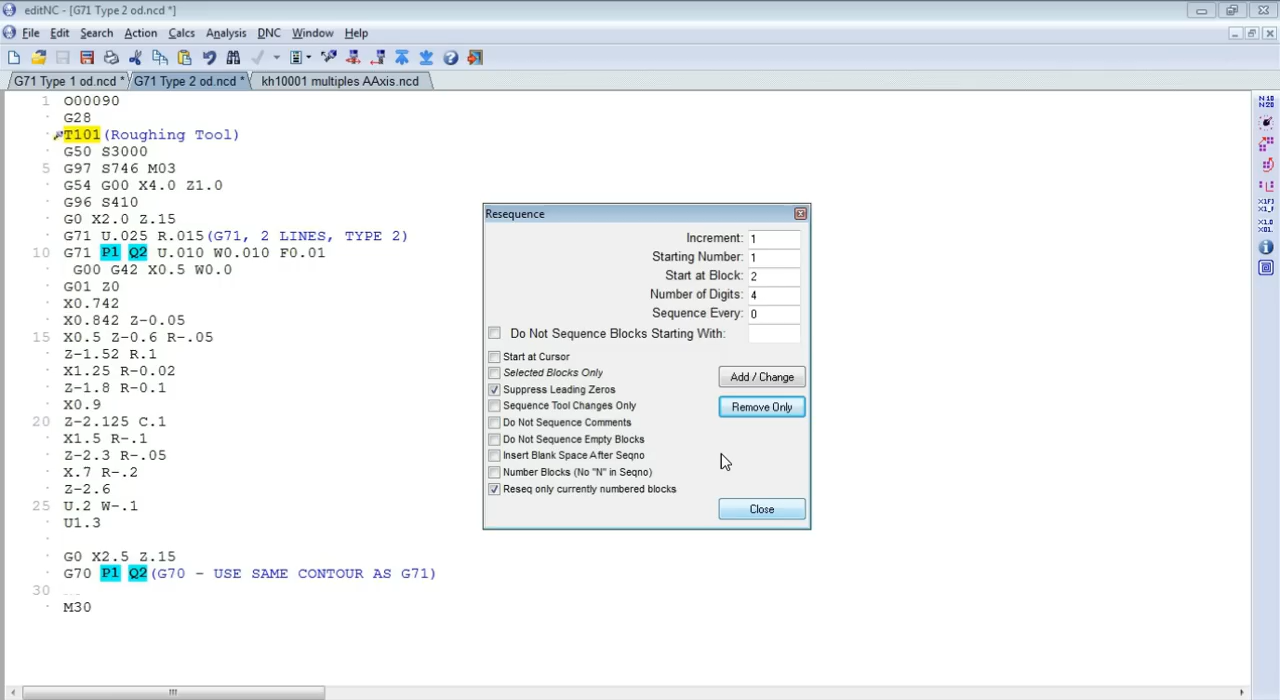 editNC - [G71 Type 2 od.ncd *]
File Edit Search Action Calcs Analysis DNC Window Help
G71 Type 1 od.ncd * G71 Type 2 od.ncd * kh10001 multiples AAxis.ncd
1 O00090
G28
T101(Roughing Tool)
G50 S3000
5 G97 S746 M03
G54 G00 X4.0 Z1.0
G96 S410
G0 X2.0 Z.15
G71 U.025 R.015(G71, 2 LINES, TYPE 2)
10 G71 P1 Q2 U.010 W0.010 F0.01
G00 G42 X0.5 W0.0
G01 Z0
X0.742
X0.842 Z-0.05
15 X0.5 Z-0.6 R-.05
Z-1.52 R.1
X1.25 R-0.02
Z-1.8 R-0.1
X0.9
20 Z-2.125 C.1
X1.5 R-.1
Z-2.3 R-.05
X.7 R-.2
Z-2.6
25 U.2 W-.1
U1.3
G0 X2.5 Z.15
G70 P1 Q2(G70 - USE SAME CONTOUR AS G71)
30
M30
Resequence
Increment: 1
Starting Number: 1
Start at Block: 2
Number of Digits: 4
Sequence Every: 0
Do Not Sequence Blocks Starting With:
Start at Cursor
Selected Blocks Only
Suppress Leading Zeros
Sequence Tool Changes Only
Do Not Sequence Comments
Do Not Sequence Empty Blocks
Insert Blank Space After Seqno
Number Blocks (No "N" in Seqno)
Reseq only currently numbered blocks
Add / Change
Remove Only
Close
N10
N20